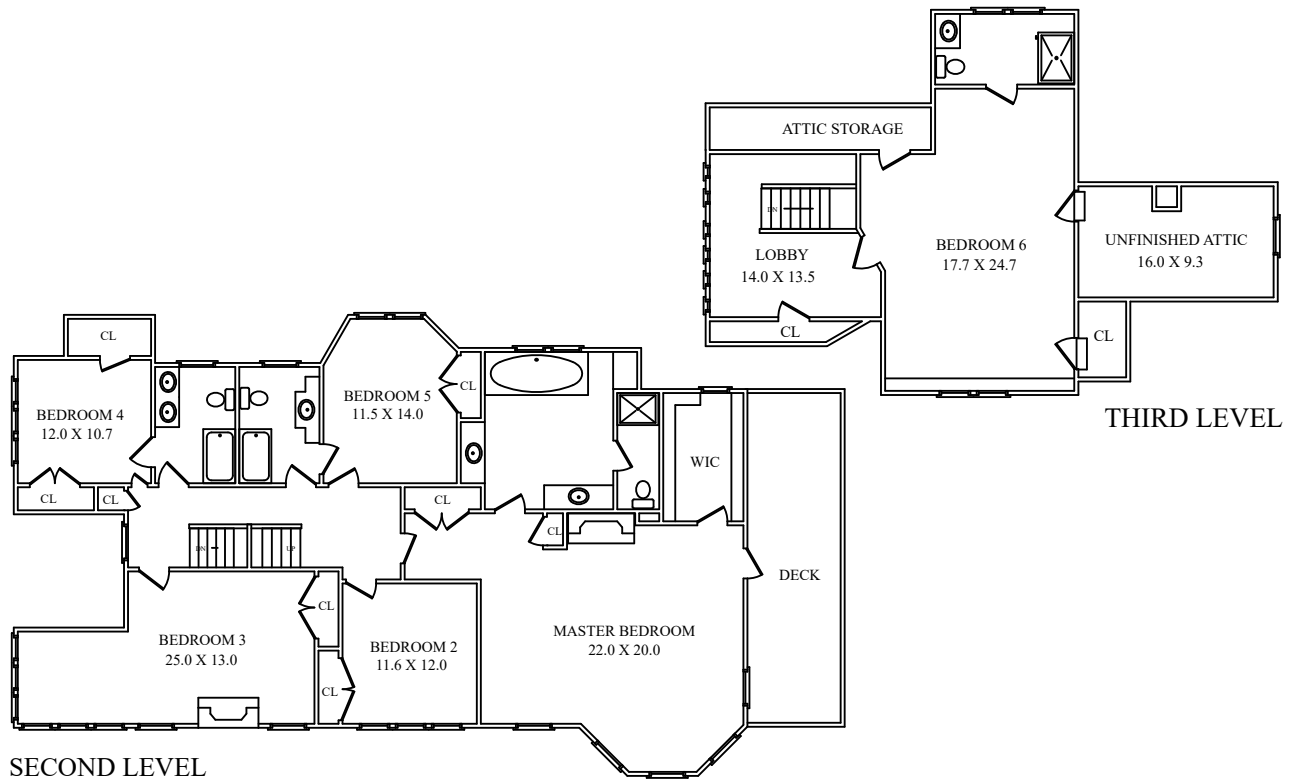 ATTIC STORAGE
DN
LOBBY
14.0 X 13.5
BEDROOM 6
17.7 X 24.7
UNFINISHED ATTIC
16.0 X 9.3
CL
CL
THIRD LEVEL
CL
BEDROOM 4
12.0 X 10.7
CL
CL
BEDROOM 5
11.5 X 14.0
CL
CL
CL
WIC
DN
UP
DECK
BEDROOM 3
25.0 X 13.0
CL
CL
BEDROOM 2
11.6 X 12.0
MASTER BEDROOM
22.0 X 20.0
SECOND LEVEL